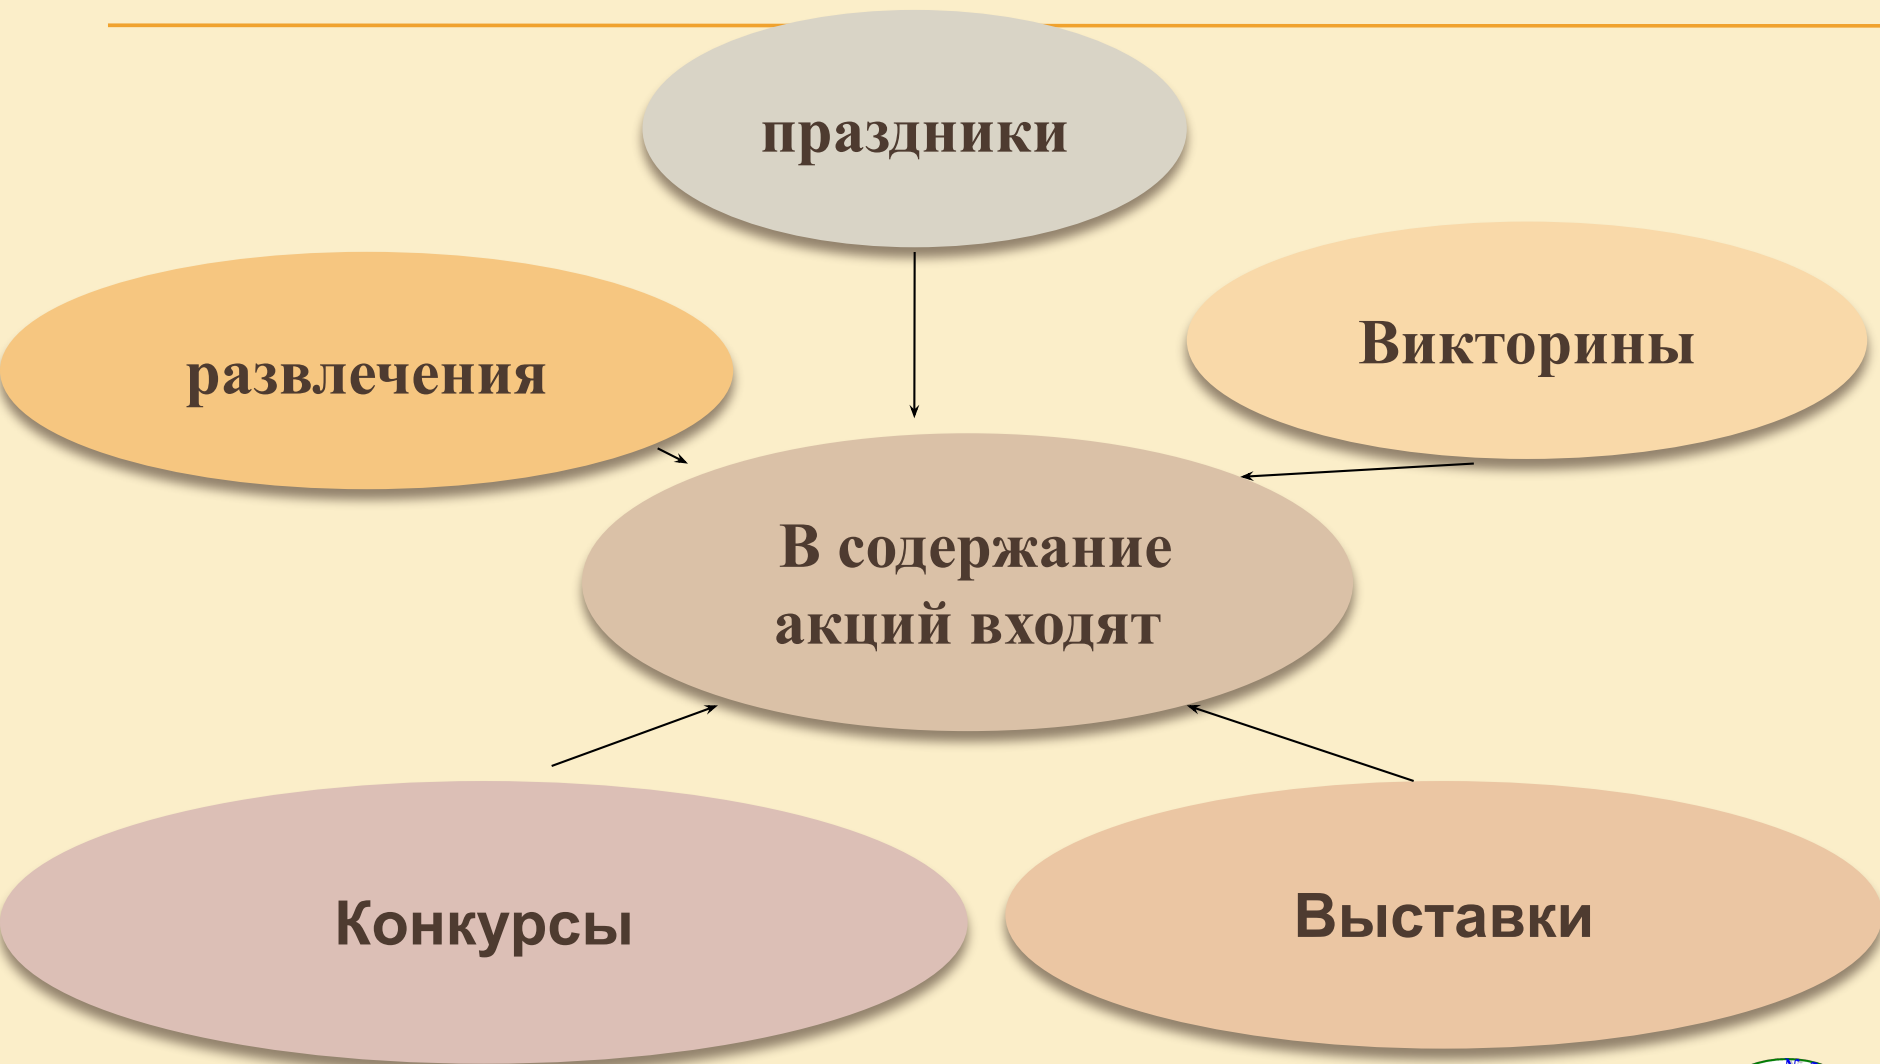 праздники
развлечения
Викторины
В содержание
акций входят
Конкурсы
Выставки